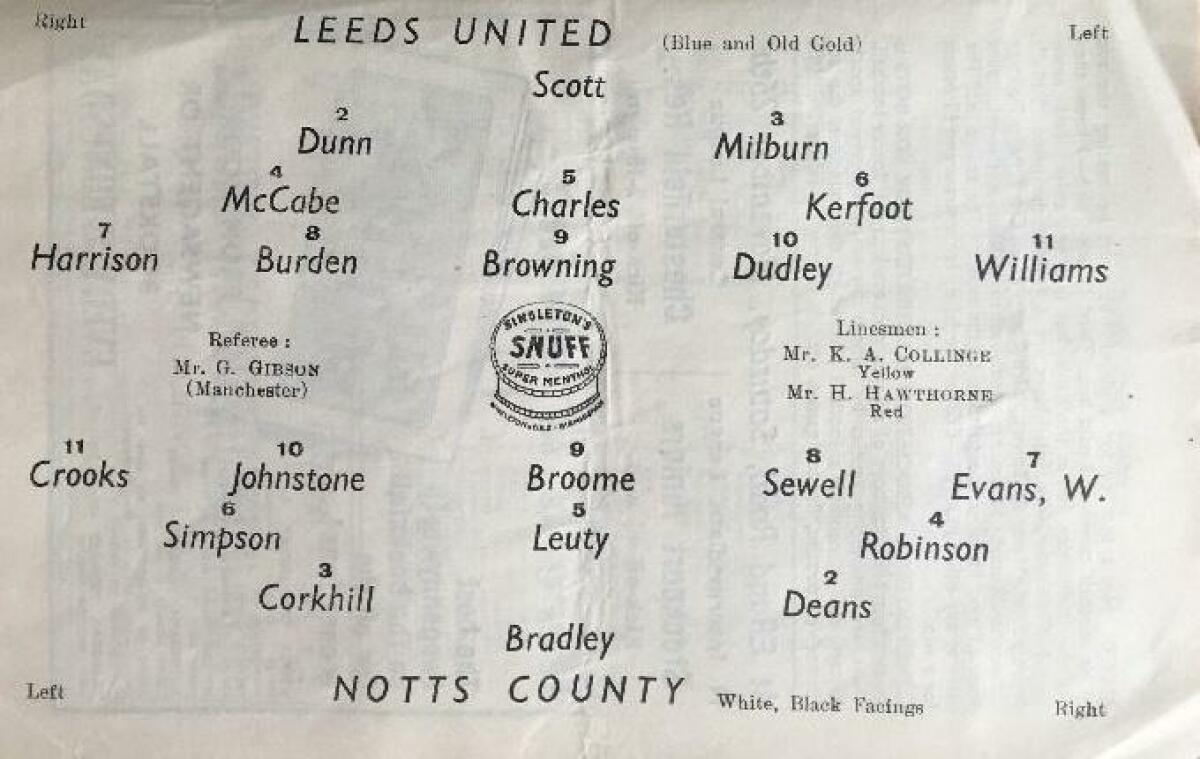 Right LEEDS UNITED (Blue and Old Gold) Left
Scott
2 3
Dunn Milburn
4 5 6
McCabe Charles Kerfoot
7 8 9 10 11
Harrison Burden Browning Dudley Williams
Referee :
Mr. G. GIBSON
(Manchester)
SINGLETON'S
SNUFF
SUPER MENTHOL
Linesmen :
Mr. K. A. COLLINGE
Yellow
Mr. H. HAWTHORNE
Red
11 10 9 8 7
Crooks Johnstone Broome Sewell Evans, W.
6 5 4
Simpson Leuty Robinson
3 2
Corkhill Deans
Bradley
Left NOTTS COUNTY White, Black Facings Right